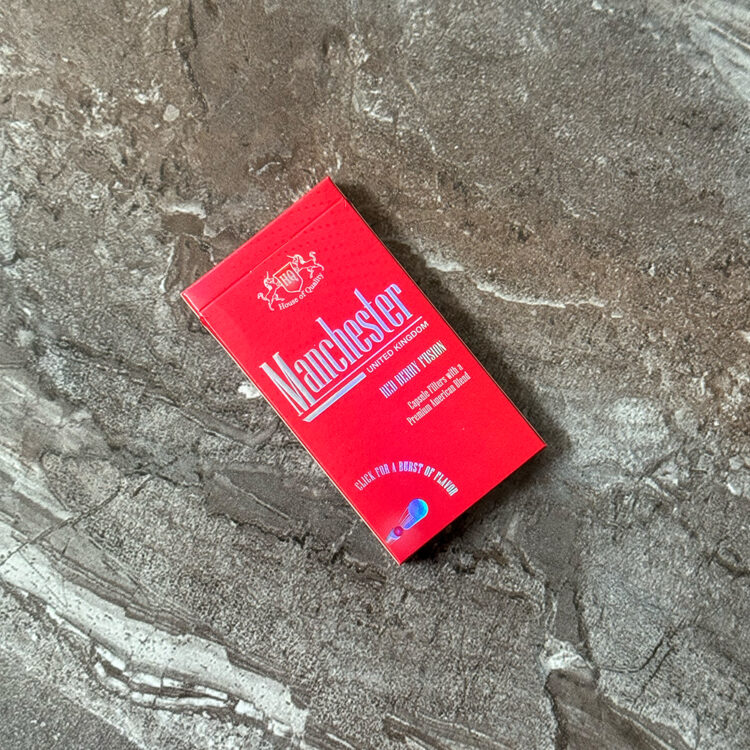 HQ
House of Quality
Manchester
UNITED KINGDOM
RED BERRY FUSION
Capsule Filters with a
Premium American Blend
CLICK FOR A BURST OF FLAVOR